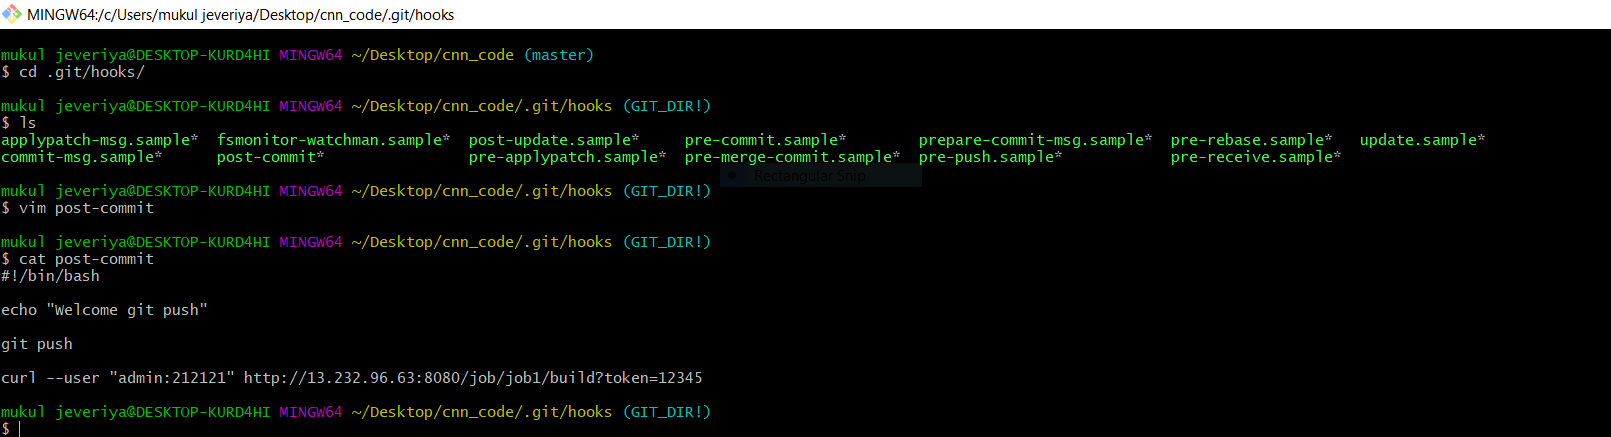 MINGW64:/c/Users/mukul jeveriya/Desktop/cnn_code/.git/hooks
mukul jeveriya@DESKTOP-KURD4HI MINGW64 ~/Desktop/cnn_code (master)
$ cd .git/hooks/
mukul jeveriya@DESKTOP-KURD4HI MINGW64 ~/Desktop/cnn_code/.git/hooks (GIT_DIR!)
$ ls
applypatch-msg.sample* fsmonitor-watchman.sample* post-update.sample* pre-commit.sample* prepare-commit-msg.sample* pre-rebase.sample* update.sample*
commit-msg.sample* post-commit* pre-applypatch.sample* pre-merge-commit.sample* pre-push.sample* pre-receive.sample*
Rectangular Snip
mukul jeveriya@DESKTOP-KURD4HI MINGW64 ~/Desktop/cnn_code/.git/hooks (GIT_DIR!)
$ vim post-commit
mukul jeveriya@DESKTOP-KURD4HI MINGW64 ~/Desktop/cnn_code/.git/hooks (GIT_DIR!)
$ cat post-commit
#!/bin/bash
echo "Welcome git push"
git push
curl --user "admin:212121" http://13.232.96.63:8080/job/job1/build?token=12345
mukul jeveriya@DESKTOP-KURD4HI MINGW64 ~/Desktop/cnn_code/.git/hooks (GIT_DIR!)
$